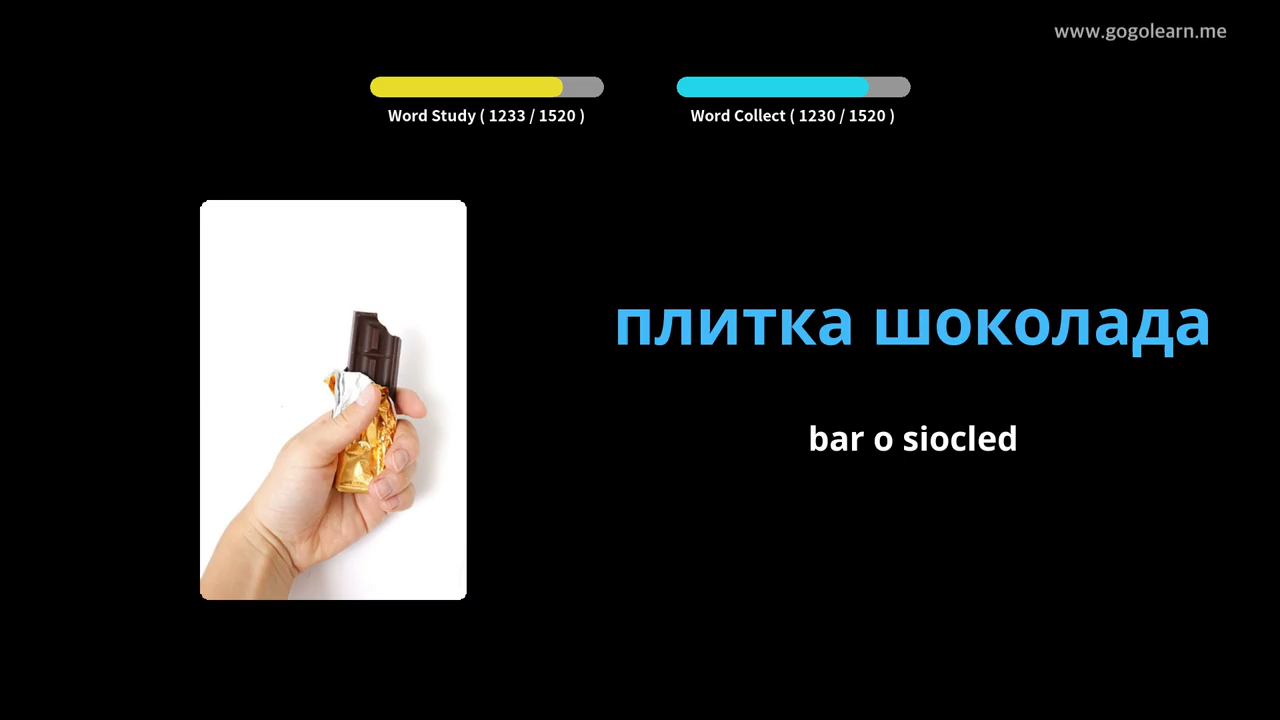 www.gogolearn.me
Word Study ( 1233 / 1520 )
Word Collect ( 1230 / 1520 )
плитка шоколада
bar o siocled